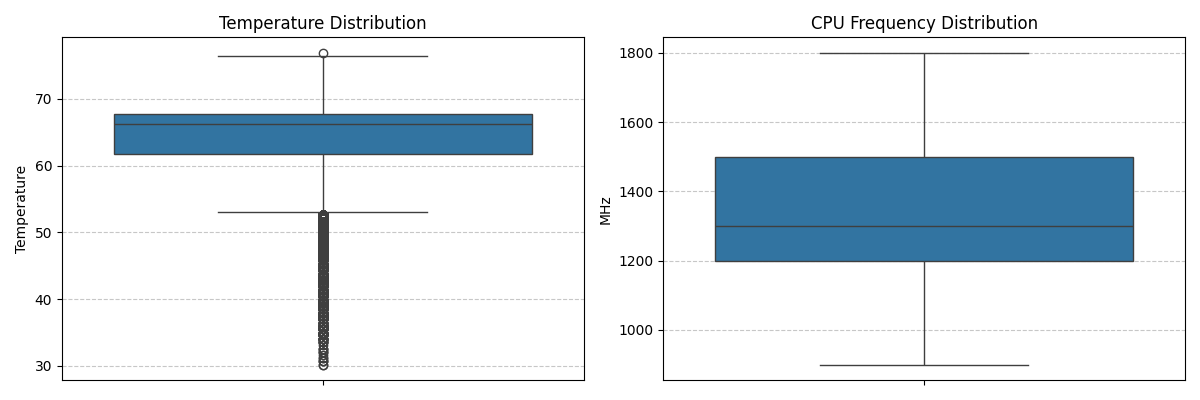 Temperature Distribution
Temperature
70
60
50
40
30
CPU Frequency Distribution
MHz
1800
1600
1400
1200
1000